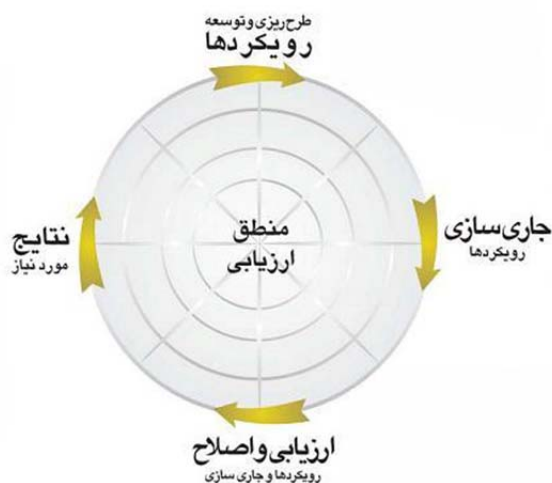 طرح‌ریزی و توسعه
رویکردها
جاری سازی
رویکردها
منطق
ارزیابی
نتایج
مورد نیاز
ارزیابی و اصلاح
رویکردها و جاری سازی